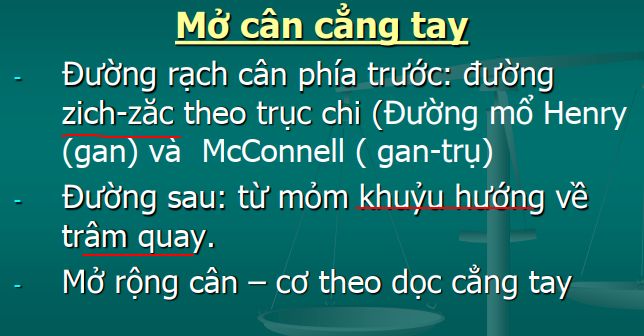 Mở cân cẳng tay
- Đường rạch cân phía trước: đường
zich-zăc theo trục chi (Đường mổ Henry
(gan) và McConnell ( gan-trụ)
- Đường sau: từ mỏm khuỷu hướng về
trâm quay.
- Mở rộng cân – cơ theo dọc cẳng tay